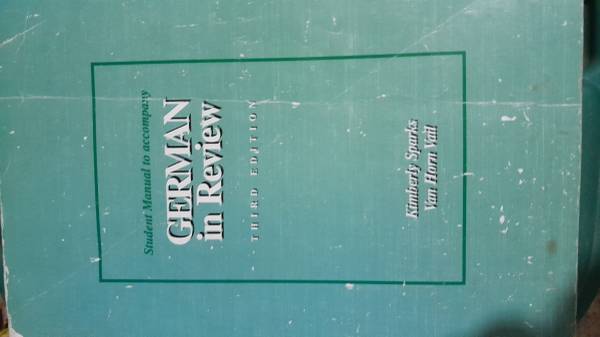 Student Manual to accompany
GERMAN
in Review
THIRD EDITION
Kimberly Sparks
Van Horn Vail